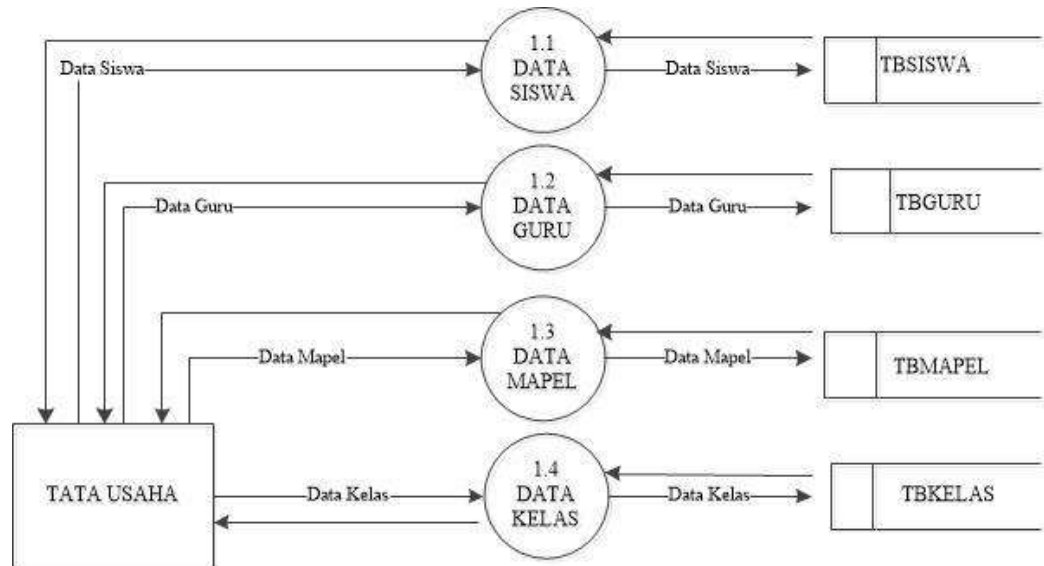 1.1
DATA
SISWA
Data Siswa
Data Siswa
TBSISWA
1.2
DATA
GURU
Data Guru
Data Guru
TBGURU
1.3
DATA
MAPEL
Data Mapel
Data Mapel
TBMAPEL
TATA USAHA
1.4
DATA
KELAS
Data Kelas
Data Kelas
TBKELAS